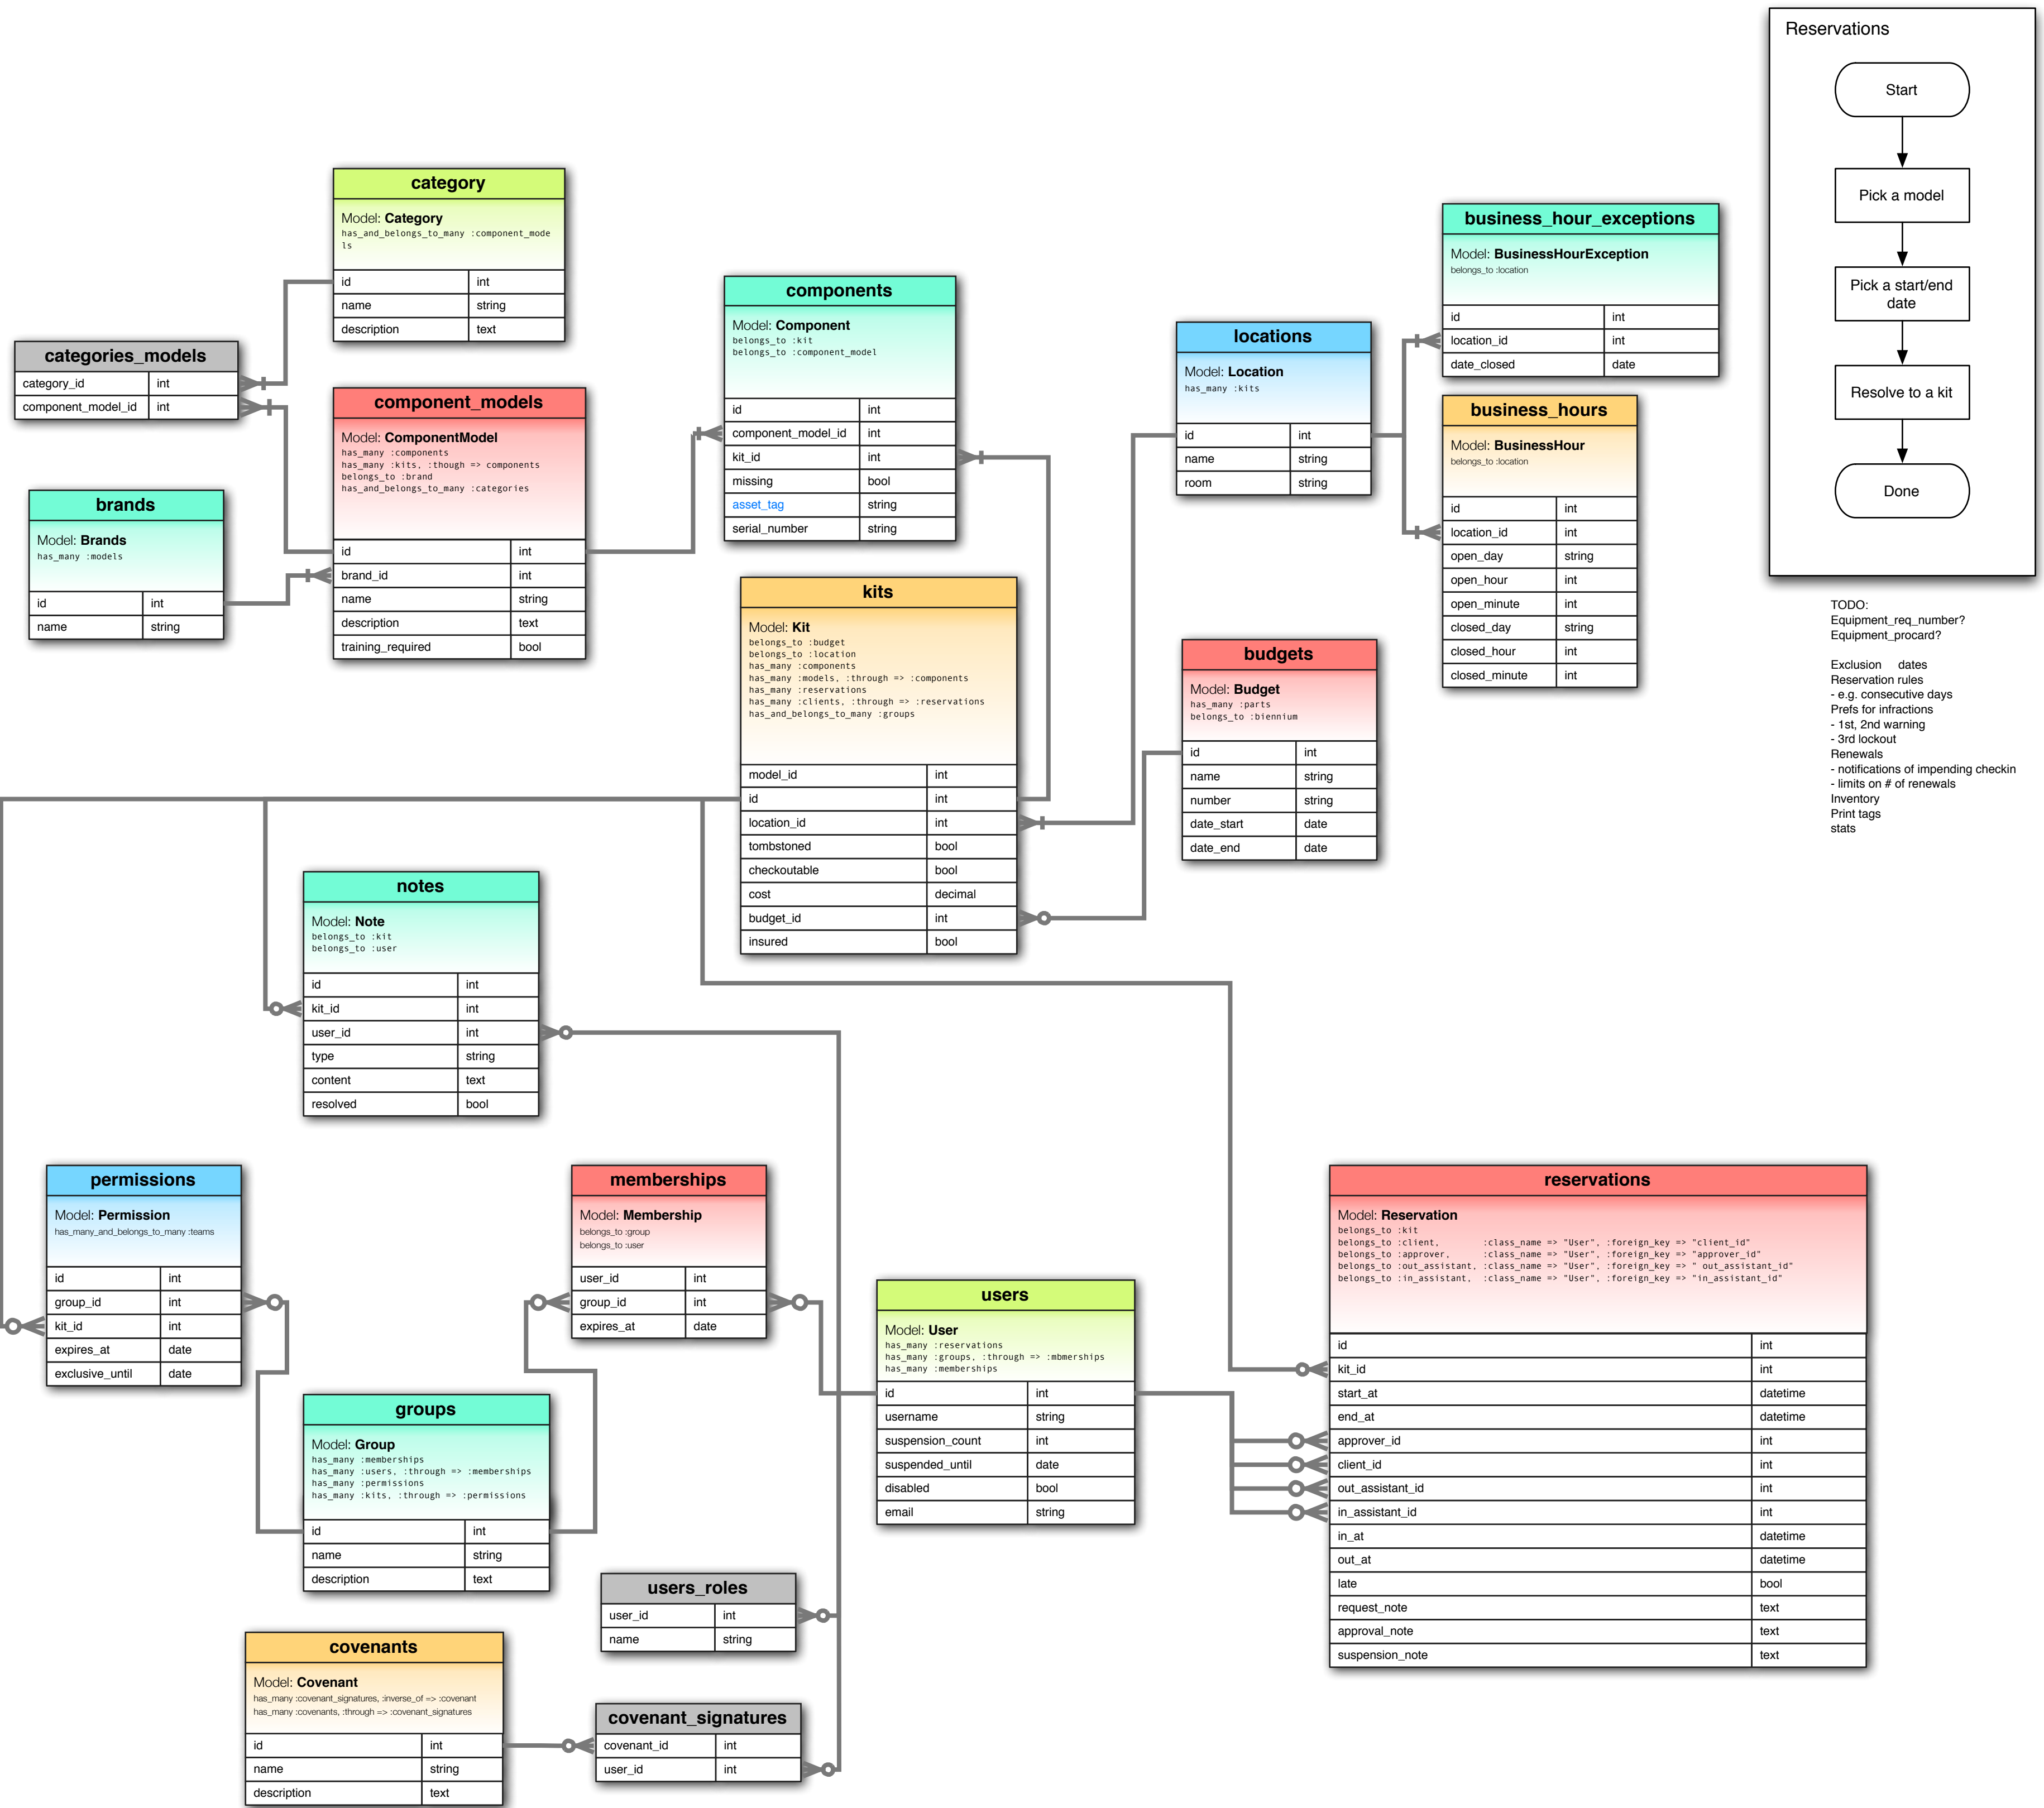 Reservations
Start
Pick a model
Pick a start/end
date
Resolve to a kit
Done
TODO:
Equipment_req_number?
Equipment_procard?
Exclusion dates
Reservation rules
- e.g. consecutive days
Prefs for infractions
- 1st, 2nd warning
- 3rd lockout
Renewals
- notifications of impending checkin
- limits on # of renewals
Inventory
Print tags
stats
category
Model: Category
has_and_belongs_to_many :component_mode
ls
id int
name string
description text
categories_models
category_id int
component_model_id int
component_models
Model: ComponentModel
has_many :components
has_many :kits, :though => components
belongs_to :brand
has_and_belongs_to_many :categories
id int
brand_id int
name string
description text
training_required bool
brands
Model: Brands
has_many :models
id int
name string
components
Model: Component
belongs_to :kit
belongs_to :component_model
id int
component_model_id int
kit_id int
missing bool
asset_tag string
serial_number string
locations
Model: Location
has_many :kits
id int
name string
room string
business_hour_exceptions
Model: BusinessHourException
belongs_to :location
id int
location_id int
date_closed date
business_hours
Model: BusinessHour
belongs_to :location
id int
location_id int
open_day string
open_hour int
open_minute int
closed_day string
closed_hour int
closed_minute int
kits
Model: Kit
belongs_to :budget
belongs_to :location
has_many :components
has_many :models, :through => :components
has_many :reservations
has_many :clients, :through => :reservations
has_and_belongs_to_many :groups
model_id int
id int
location_id int
tombstoned bool
checkoutable bool
cost decimal
budget_id int
insured bool
budgets
Model: Budget
has_many :parts
belongs_to :biennium
id int
name string
number string
date_start date
date_end date
notes
Model: Note
belongs_to :kit
belongs_to :user
id int
kit_id int
user_id int
type string
content text
resolved bool
permissions
Model: Permission
has_many_and_belongs_to_many :teams
id int
group_id int
kit_id int
expires_at date
exclusive_until date
memberships
Model: Membership
belongs_to :group
belongs_to :user
user_id int
group_id int
expires_at date
groups
Model: Group
has_many :memberships
has_many :users, :through => :memberships
has_many :permissions
has_many :kits, :through => :permissions
id int
name string
description text
users
Model: User
has_many :reservations
has_many :groups, :through => :mbmerships
has_many :memberships
id int
username string
suspension_count int
suspended_until date
disabled bool
email string
reservations
Model: Reservation
belongs_to :kit
belongs_to :client, :class_name => "User", :foreign_key => "client_id"
belongs_to :approver, :class_name => "User", :foreign_key => "approver_id"
belongs_to :out_assistant, :class_name => "User", :foreign_key => " out_assistant_id"
belongs_to :in_assistant, :class_name => "User", :foreign_key => "in_assistant_id"
id int
kit_id int
start_at datetime
end_at datetime
approver_id int
client_id int
out_assistant_id int
in_assistant_id int
in_at datetime
out_at datetime
late bool
request_note text
approval_note text
suspension_note text
users_roles
user_id int
name string
covenants
Model: Covenant
has_many :covenant_signatures, :inverse_of => :covenant
has_many :covenants, :through => :covenant_signatures
id int
name string
description text
covenant_signatures
covenant_id int
user_id int